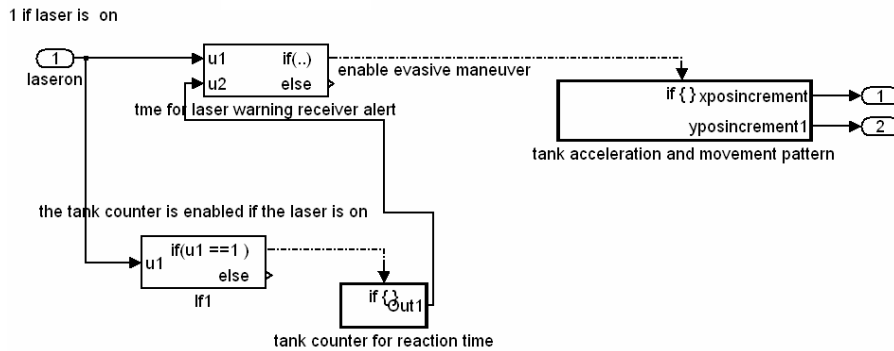 1 if laser is  on
1
laseron
u1
if(..)
u2
else
enable evasive maneuver
tme for laser warning receiver alert
if { }
xposincrement
1
yposincrement1
2
tank acceleration and movement pattern
the tank counter is enabled if the laser is on
u1
if(u1 ==1 )
else
If1
if { }
Out1
tank counter for reaction time